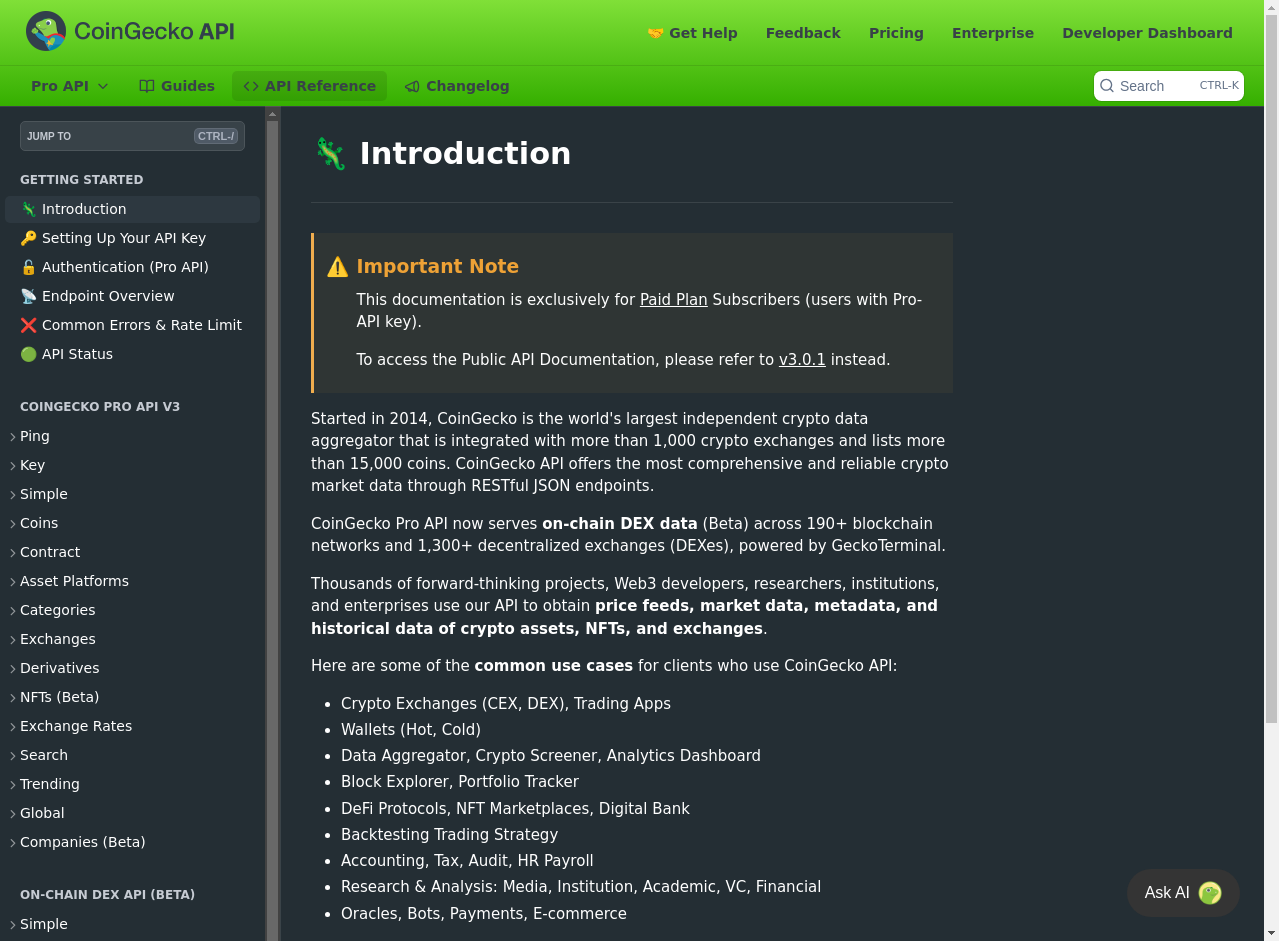 CoinGecko API
🤝 Get Help
Feedback
Pricing
Enterprise
Developer Dashboard
Pro API
Guides
API Reference
Changelog
Search
CTRL-K
JUMP TO
CTRL-/
GETTING STARTED
🦎 Introduction
🔑 Setting Up Your API Key
🔓 Authentication (Pro API)
📡 Endpoint Overview
❌ Common Errors & Rate Limit
🟢 API Status
COINGECKO PRO API V3
Ping
Key
Simple
Coins
Contract
Asset Platforms
Categories
Exchanges
Derivatives
NFTs (Beta)
Exchange Rates
Search
Trending
Global
Companies (Beta)
ON-CHAIN DEX API (BETA)
Simple
🦎 Introduction
⚠️ Important Note
This documentation is exclusively for Paid Plan Subscribers (users with Pro-
API key).
To access the Public API Documentation, please refer to v3.0.1 instead.
Started in 2014, CoinGecko is the world's largest independent crypto data
aggregator that is integrated with more than 1,000 crypto exchanges and lists more
than 15,000 coins. CoinGecko API offers the most comprehensive and reliable crypto
market data through RESTful JSON endpoints.
CoinGecko Pro API now serves on-chain DEX data (Beta) across 190+ blockchain
networks and 1,300+ decentralized exchanges (DEXes), powered by GeckoTerminal.
Thousands of forward-thinking projects, Web3 developers, researchers, institutions,
and enterprises use our API to obtain price feeds, market data, metadata, and
historical data of crypto assets, NFTs, and exchanges.
Here are some of the common use cases for clients who use CoinGecko API:
• Crypto Exchanges (CEX, DEX), Trading Apps
• Wallets (Hot, Cold)
• Data Aggregator, Crypto Screener, Analytics Dashboard
• Block Explorer, Portfolio Tracker
• DeFi Protocols, NFT Marketplaces, Digital Bank
• Backtesting Trading Strategy
• Accounting, Tax, Audit, HR Payroll
• Research & Analysis: Media, Institution, Academic, VC, Financial
• Oracles, Bots, Payments, E-commerce
Ask AI